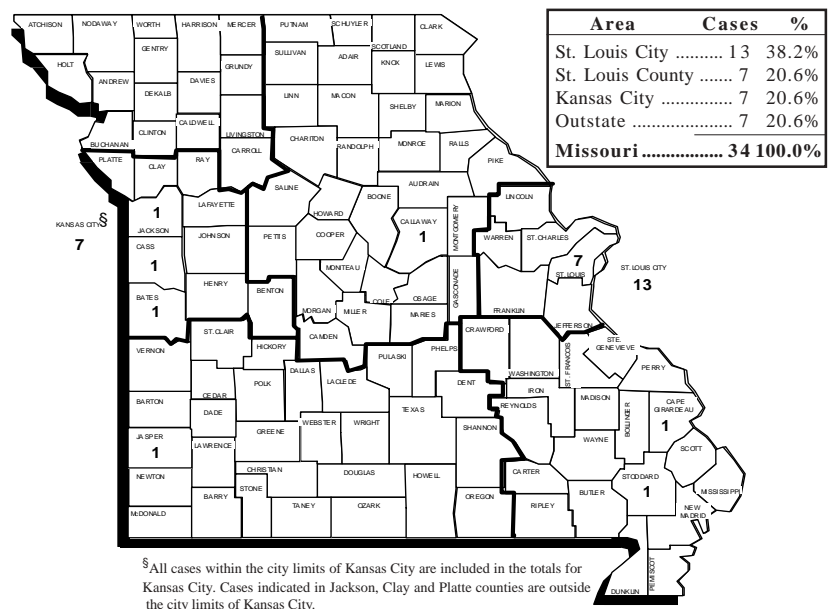 Area Cases %
St. Louis City .......... 13 38.2%
St. Louis County ....... 7 20.6%
Kansas City .............. 7 20.6%
Outstate ................... 7 20.6%
Missouri ................. 34 100.0%
ATCHISON
NODAWAY
WORTH
HARRISON
MERCER
PUTNAM
SCHUYLER
SCOTLAND
CLARK
HOLT
GENTRY
SULLIVAN
ADAIR
KNOX
LEWIS
ANDREW
DAVIES
GRUNDY
DEKALB
LINN
MACON
SHELBY
MARION
BUCHANAN
CLINTON
CALDWELL
LIVINGSTON
CHARITON
RANDOLPH
MONROE
RALLS
PIKE
PLATTE
CLAY
RAY
CARROLL
SALINE
AUDRAIN
KANSAS CITY§
7
1
JACKSON
LAFAYETTE
HOWARD
BOONE
CALLAWAY
1
MONTGOMERY
LINCOLN
WARREN
ST. CHARLES
7
ST. LOUIS
ST. LOUIS CITY
13
CASS
1
JOHNSON
PETTIS
COOPER
MONITEAU
COLE
OSAGE
GASCONADE
FRANKLIN
JEFFERSON
BATES
1
HENRY
BENTON
MORGAN
MILLER
MARIES
CAMDEN
VERNON
ST. CLAIR
HICKORY
DALLAS
LACLEDE
PULASKI
PHELPS
CRAWFORD
WASHINGTON
ST. FRANCOIS
STE.
GENEVIEVE
PERRY
BARTON
CEDAR
POLK
DENT
IRON
REYNOLDS
MADISON
BOLLINGER
CAPE
GIRARDEAU
1
JASPER
1
DADE
LAWRENCE
GREENE
WEBSTER
WRIGHT
TEXAS
SHANNON
WAYNE
SCOTT
NEWTON
CHRISTIAN
DOUGLAS
HOWELL
CARTER
STODDARD
1
MISSISSIPPI
McDONALD
BARRY
STONE
TANEY
OZARK
OREGON
RIPLEY
BUTLER
NEW
MADRID
DUNKLIN
PEMISCOT
§All cases within the city limits of Kansas City are included in the totals for
Kansas City. Cases indicated in Jackson, Clay and Platte counties are outside
the city limits of Kansas City.